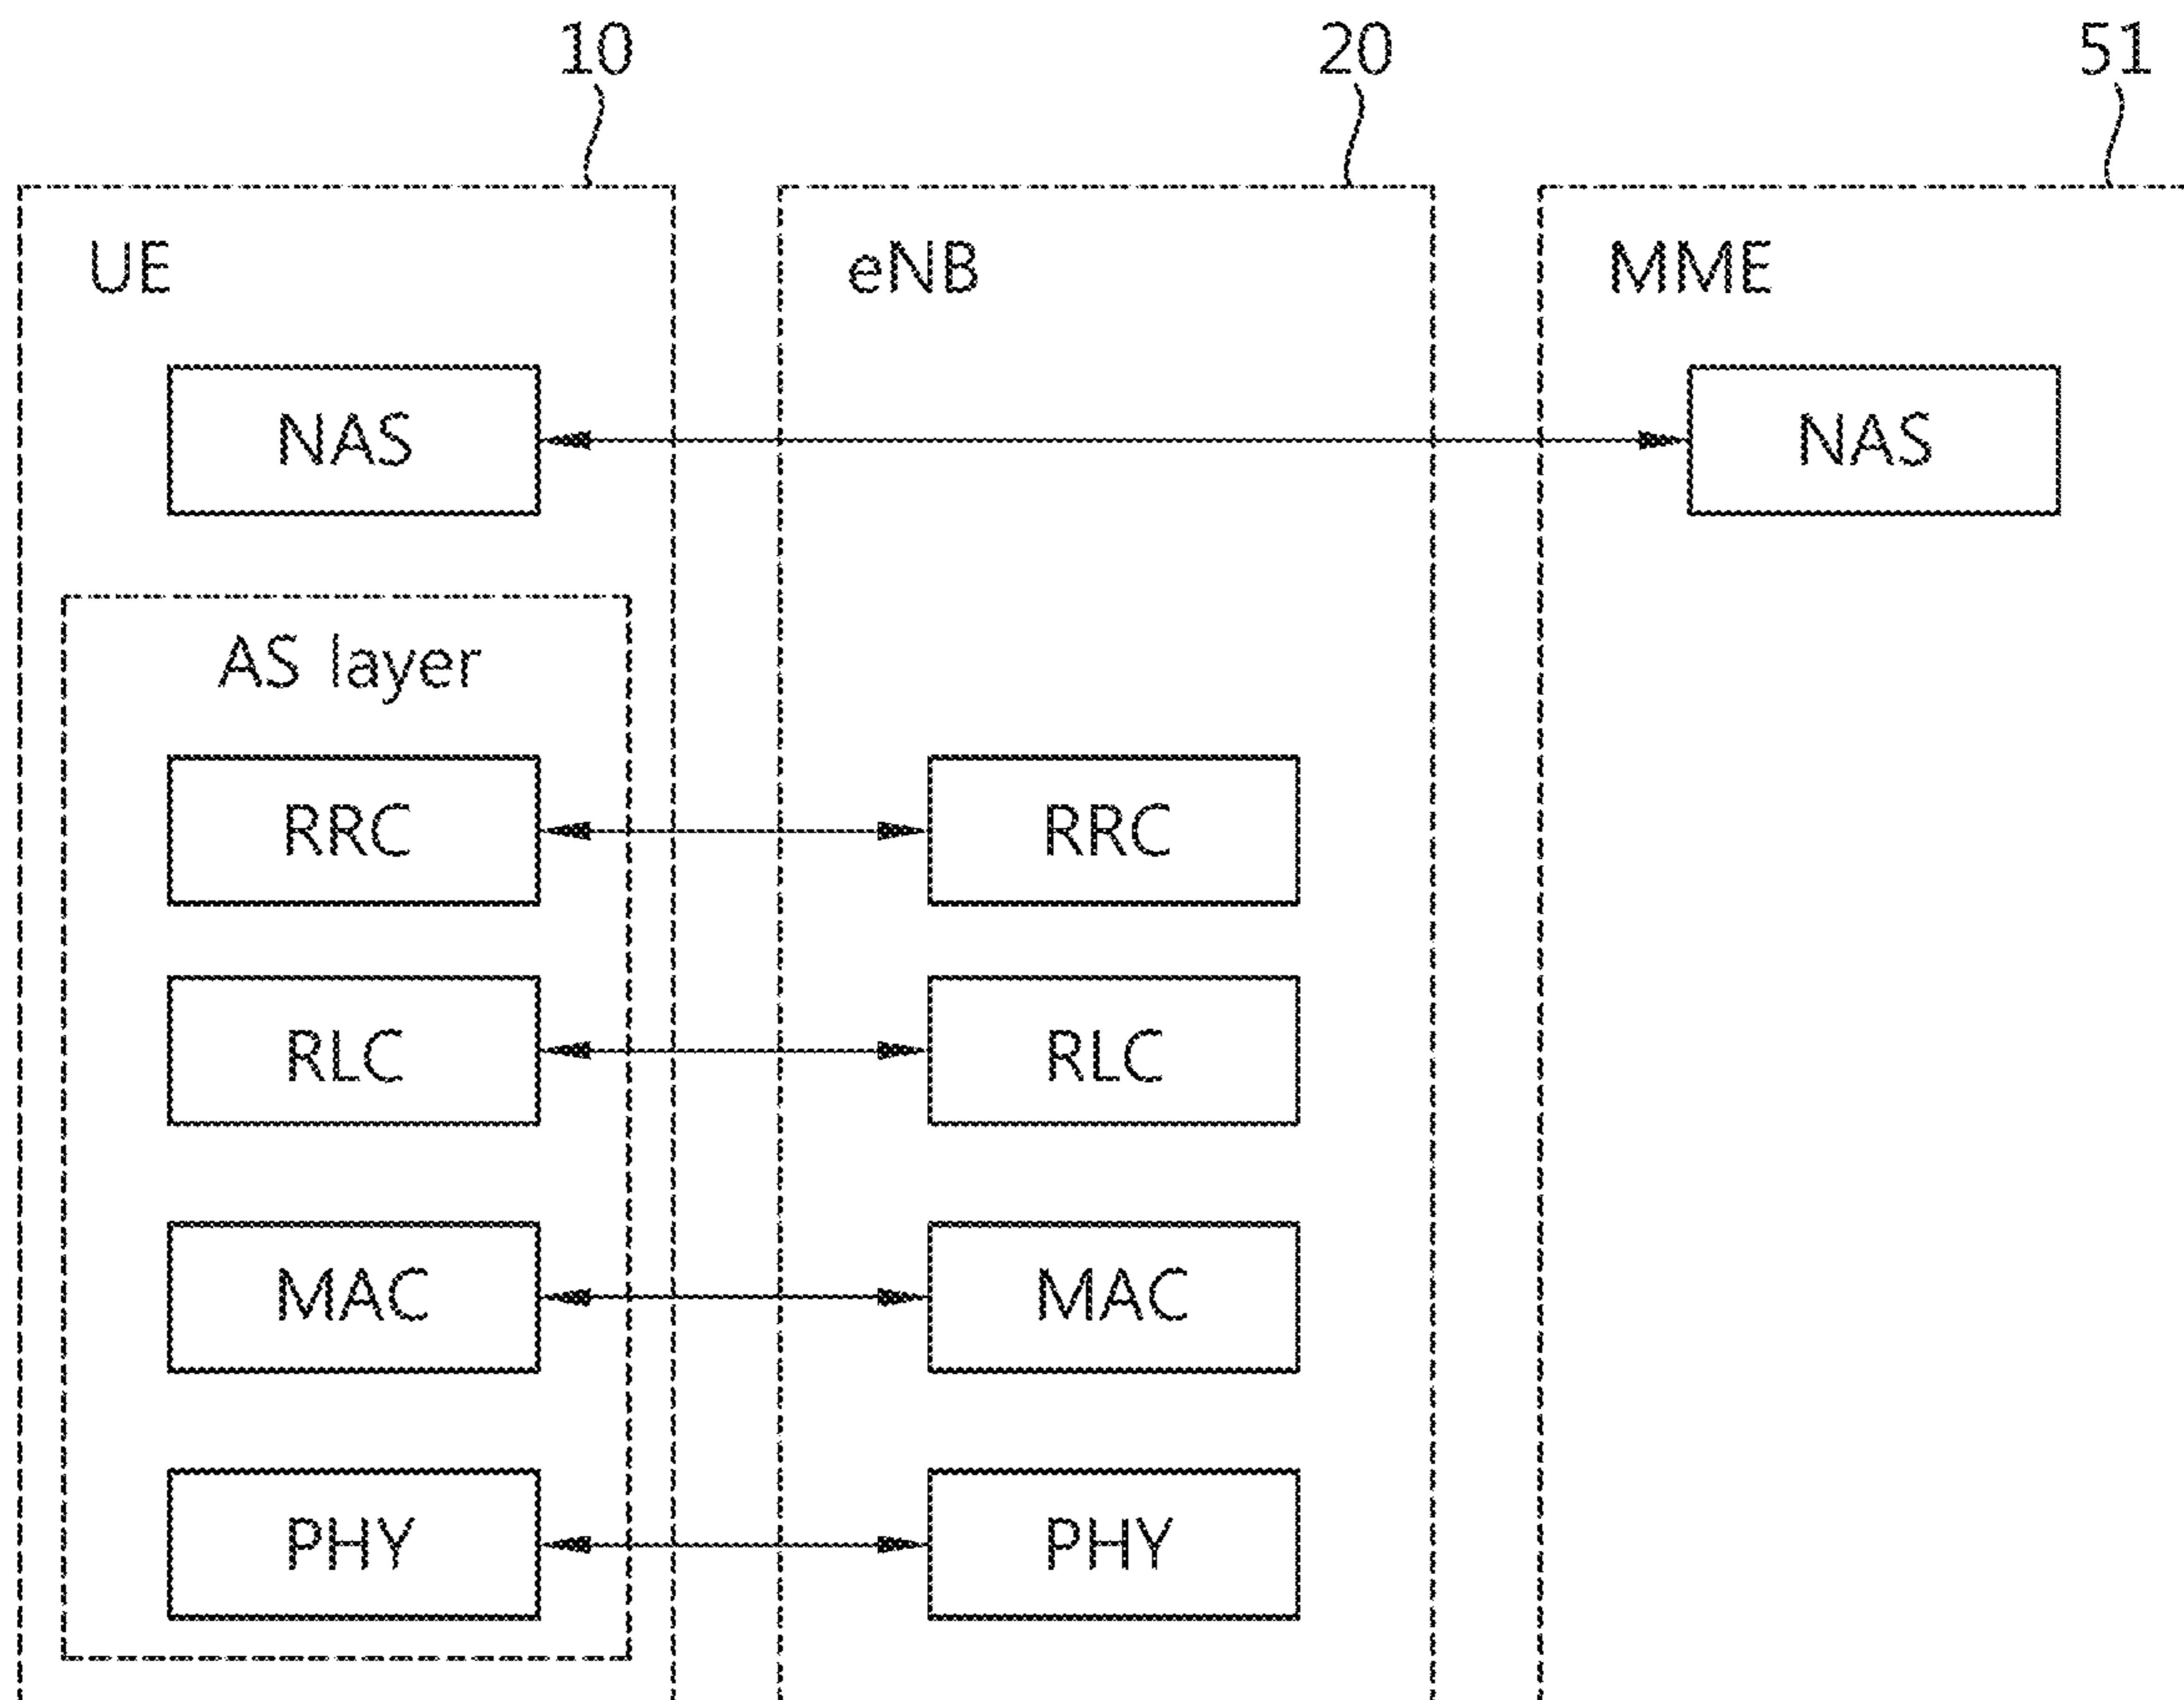 10 20 51
UE eNB MME
NAS NAS
AS layer
RRC RRC
RLC RLC
MAC MAC
PHY PHY